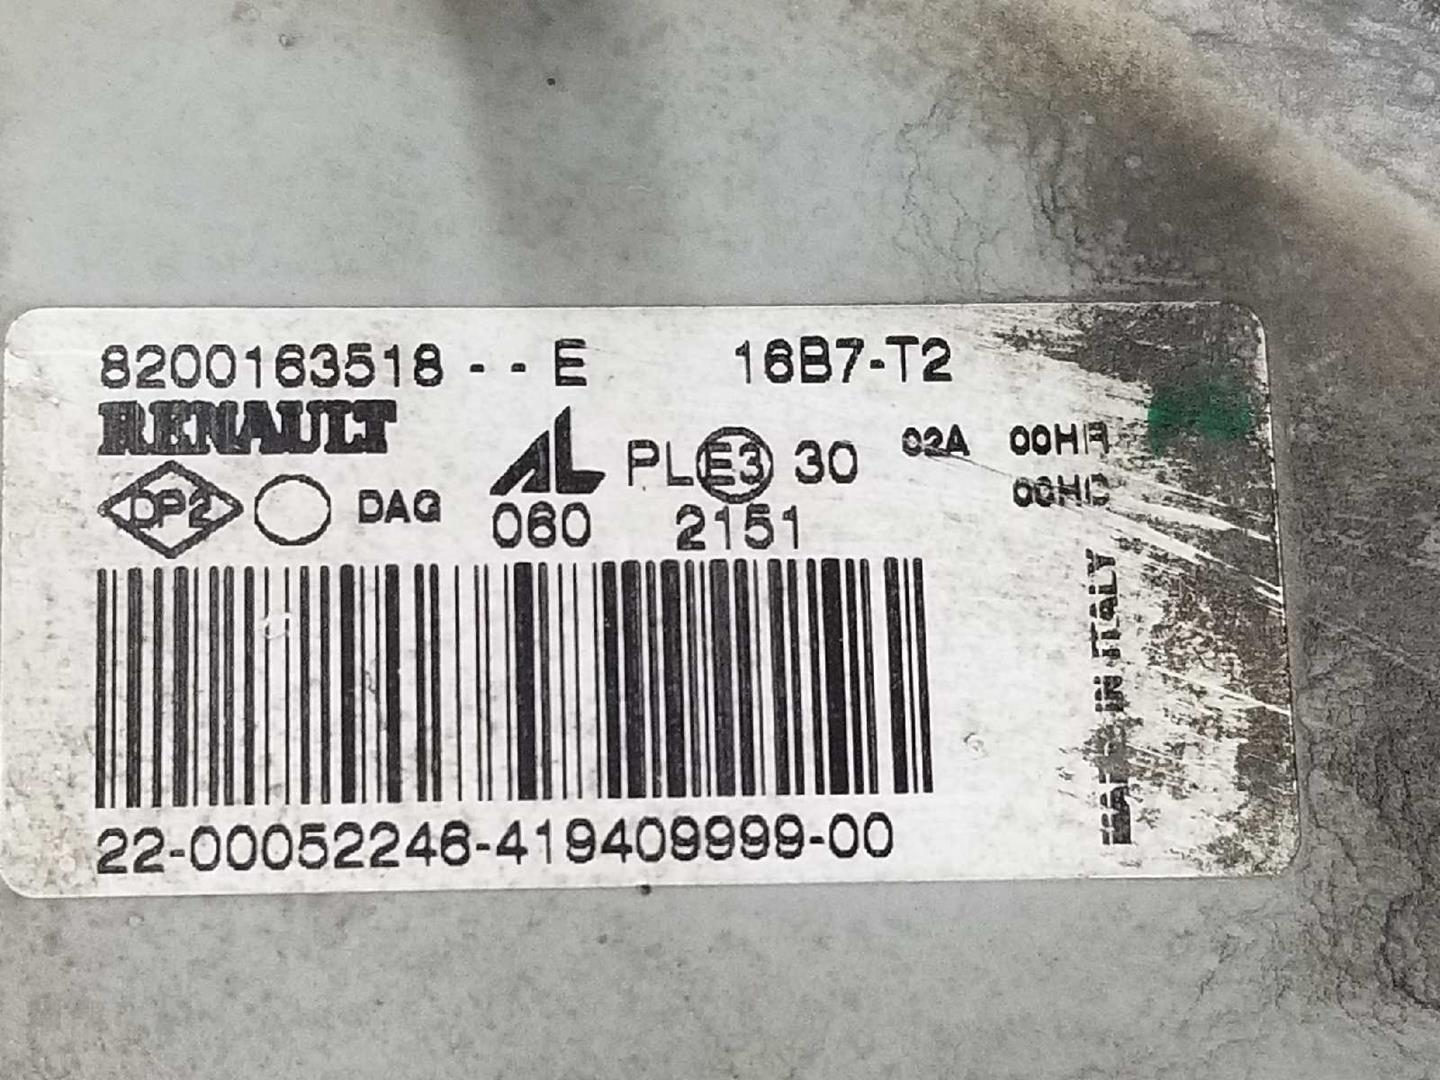 8200163518 - - E 16B7-T2
RENAULT
DP2 DAG AL PL E3 30 02A 00HR
00HC
060 2151
22-00052246-419409999-00
MADE IN ITALY